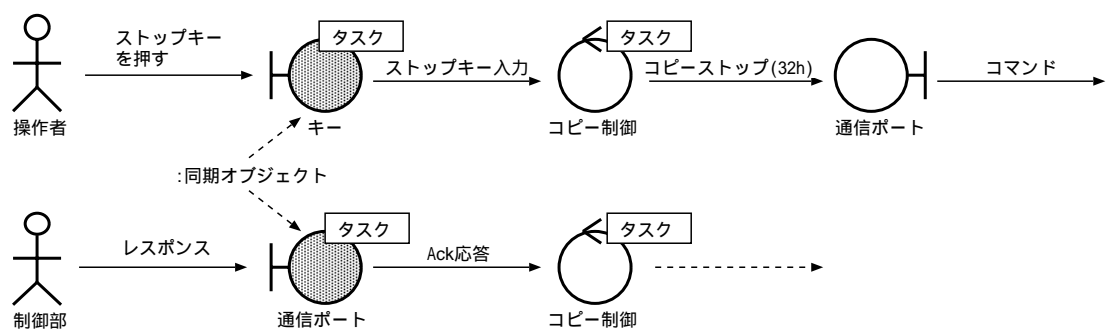 ストップキー
を押す
タスク
ストップキー入力
タスク
コピーストップ(32h)
コマンド
操作者
キー
コピー制御
通信ポート
:同期オブジェクト
レスポンス
タスク
Ack応答
タスク
制御部
通信ポート
コピー制御